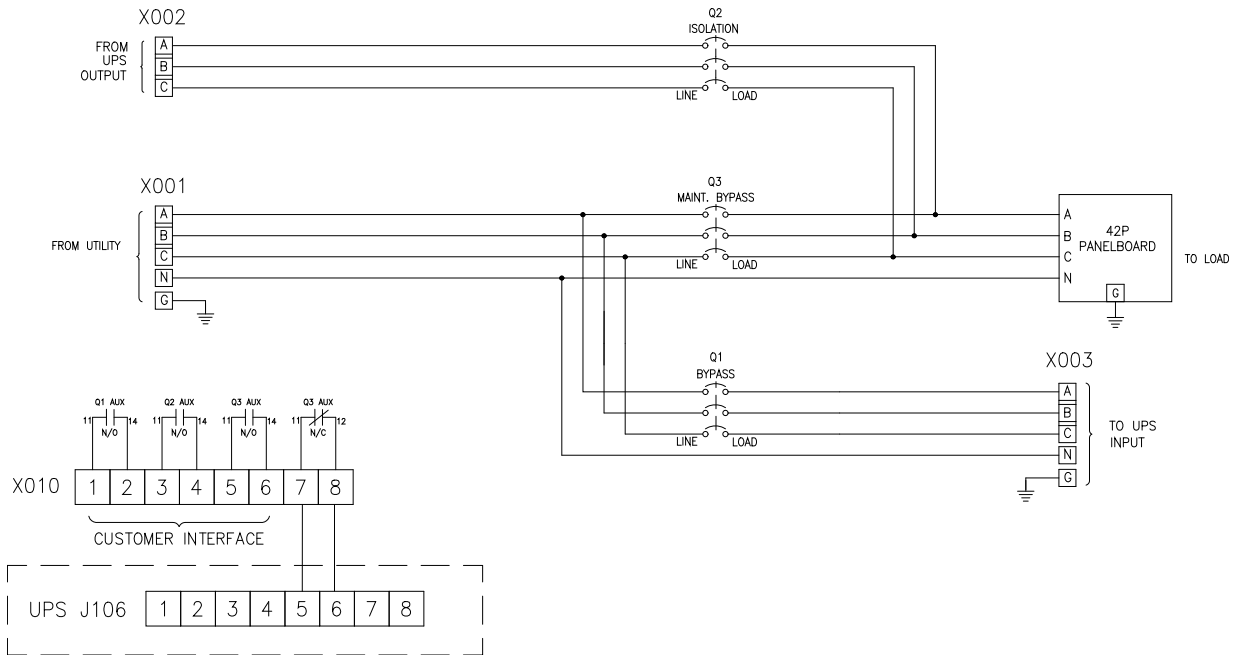 X002
FROM
UPS
OUTPUT
A
B
C
Q2
ISOLATION
LINE LOAD
X001
FROM UTILITY
A
B
C
N
G
Q3
MAINT. BYPASS
LINE LOAD
A
B
C
N
42P
PANELBOARD
G
TO LOAD
Q1
BYPASS
LINE LOAD
X003
A
B
C
N
G
TO UPS
INPUT
Q1 AUX
11 14
N/O
Q2 AUX
11 14
N/O
Q3 AUX
11 14
N/O
Q3 AUX
11 12
N/C
X010 1 2 3 4 5 6 7 8
CUSTOMER INTERFACE
UPS J106 1 2 3 4 5 6 7 8